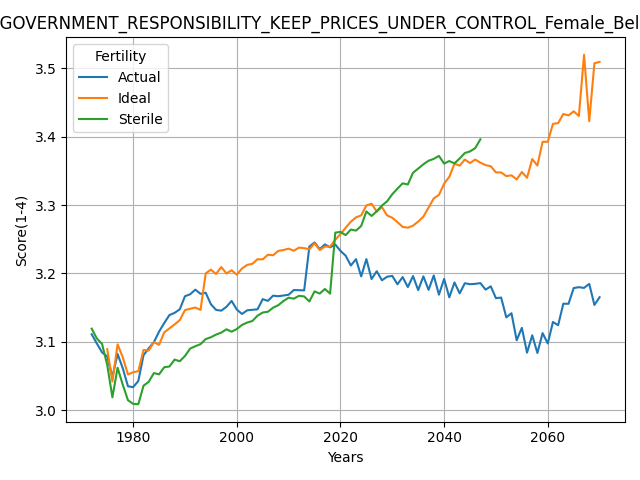 GOVERNMENT_RESPONSIBILITY_KEEP_PRICES_UNDER_CONTROL_Female_Bel
Fertility
Actual
Ideal
Sterile
3.5
3.4
3.3
3.2
3.1
3.0
Score(1-4)
1980 2000 2020 2040 2060
Years